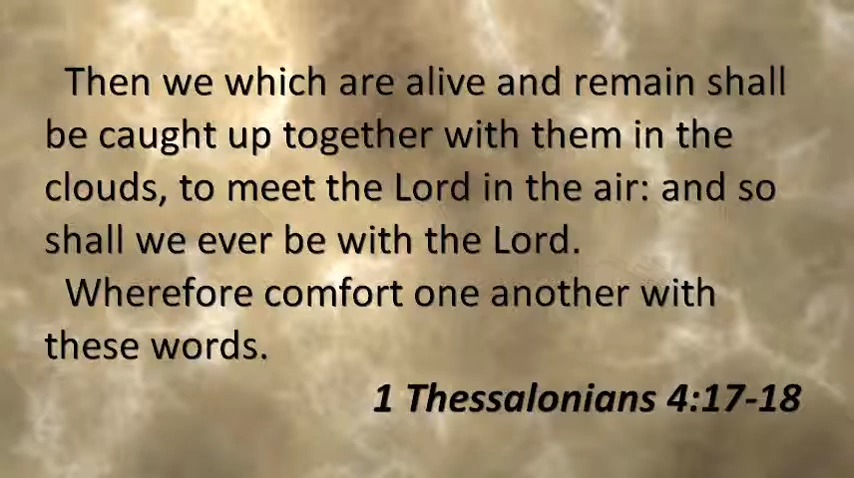 Then we which are alive and remain shall
be caught up together with them in the
clouds, to meet the Lord in the air: and so
shall we ever be with the Lord.
Wherefore comfort one another with
these words.
1 Thessalonians 4:17-18